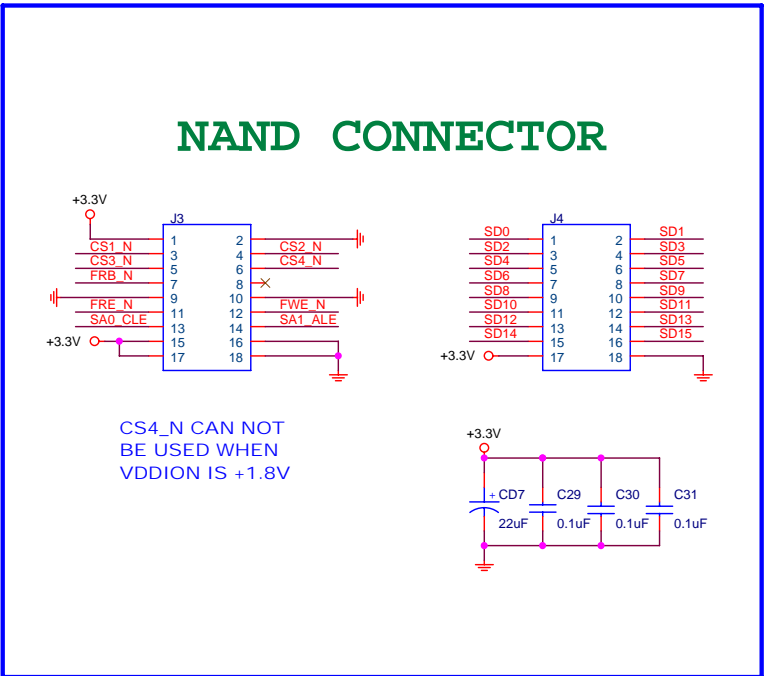 NAND CONNECTOR
+3.3V
J3
1 2
CS1_N 3 4 CS2_N
CS3_N 5 6 CS4_N
FRB_N 7 8
9 10
FRE_N 11 12 FWE_N
SA0_CLE 13 14 SA1_ALE
+3.3V 15 16
17 18
J4
SD0 1 2 SD1
SD2 3 4 SD3
SD4 5 6 SD5
SD6 7 8 SD7
SD8 9 10 SD9
SD10 11 12 SD11
SD12 13 14 SD13
SD14 15 16 SD15
+3.3V 17 18
CS4_N CAN NOT
BE USED WHEN
VDDION IS +1.8V
+3.3V
+ CD7 C29 C30 C31
22uF 0.1uF 0.1uF 0.1uF